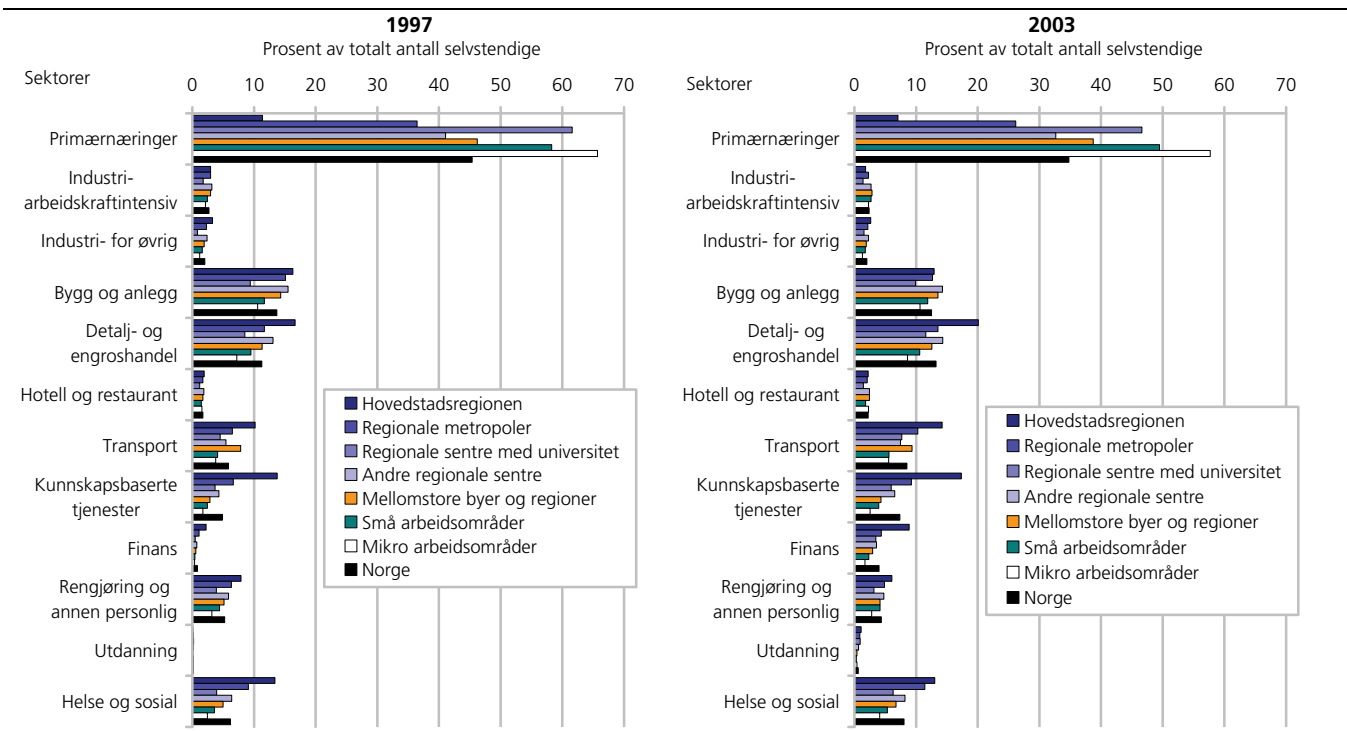 1997
Prosent av totalt antall selvstendige
Sektorer
0 10 20 30 40 50 60 70
Primærnæringer
Industri-
arbeidskraftintensiv
Industri- for øvrig
Bygg og anlegg
Detalj- og
engroshandel
Hotell og restaurant
Transport
Kunnskapsbaserte
tjenester
Finans
Rengjøring og
annen personlig
Utdanning
Helse og sosial
Hovedstadsregionen
Regionale metropoler
Regionale sentre med universitet
Andre regionale sentre
Mellomstore byer og regioner
Små arbeidsområder
Mikro arbeidsområder
Norge
2003
Prosent av totalt antall selvstendige
Sektorer
0 10 20 30 40 50 60 70
Primærnæringer
Industri-
arbeidskraftintensiv
Industri- for øvrig
Bygg og anlegg
Detalj- og
engroshandel
Hotell og restaurant
Transport
Kunnskapsbaserte
tjenester
Finans
Rengjøring og
annen personlig
Utdanning
Helse og sosial
Hovedstadsregionen
Regionale metropoler
Regionale sentre med universitet
Andre regionale sentre
Mellomstore byer og regioner
Små arbeidsområder
Mikro arbeidsområder
Norge